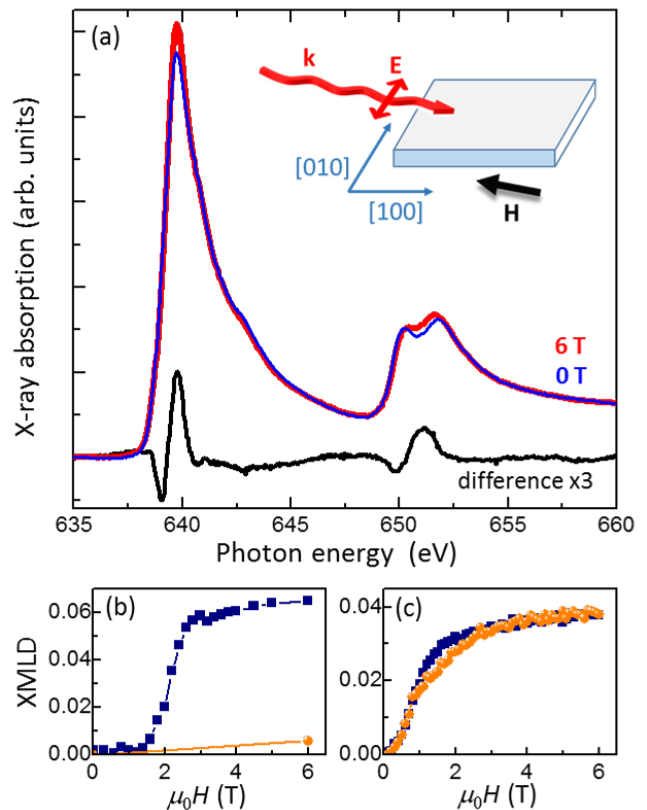 (a)
k
E
[010]
[100]
H
X-ray absorption (arb. units)
6 T
0 T
difference x3
635 640 645 650 655 660
Photon energy (eV)
(b)
(c)
XMLD
0.06
0.04
0.02
0.00
0 2 4 6
μ₀H (T)
0.04
0.02
0.00
0 2 4 6
μ₀H (T)